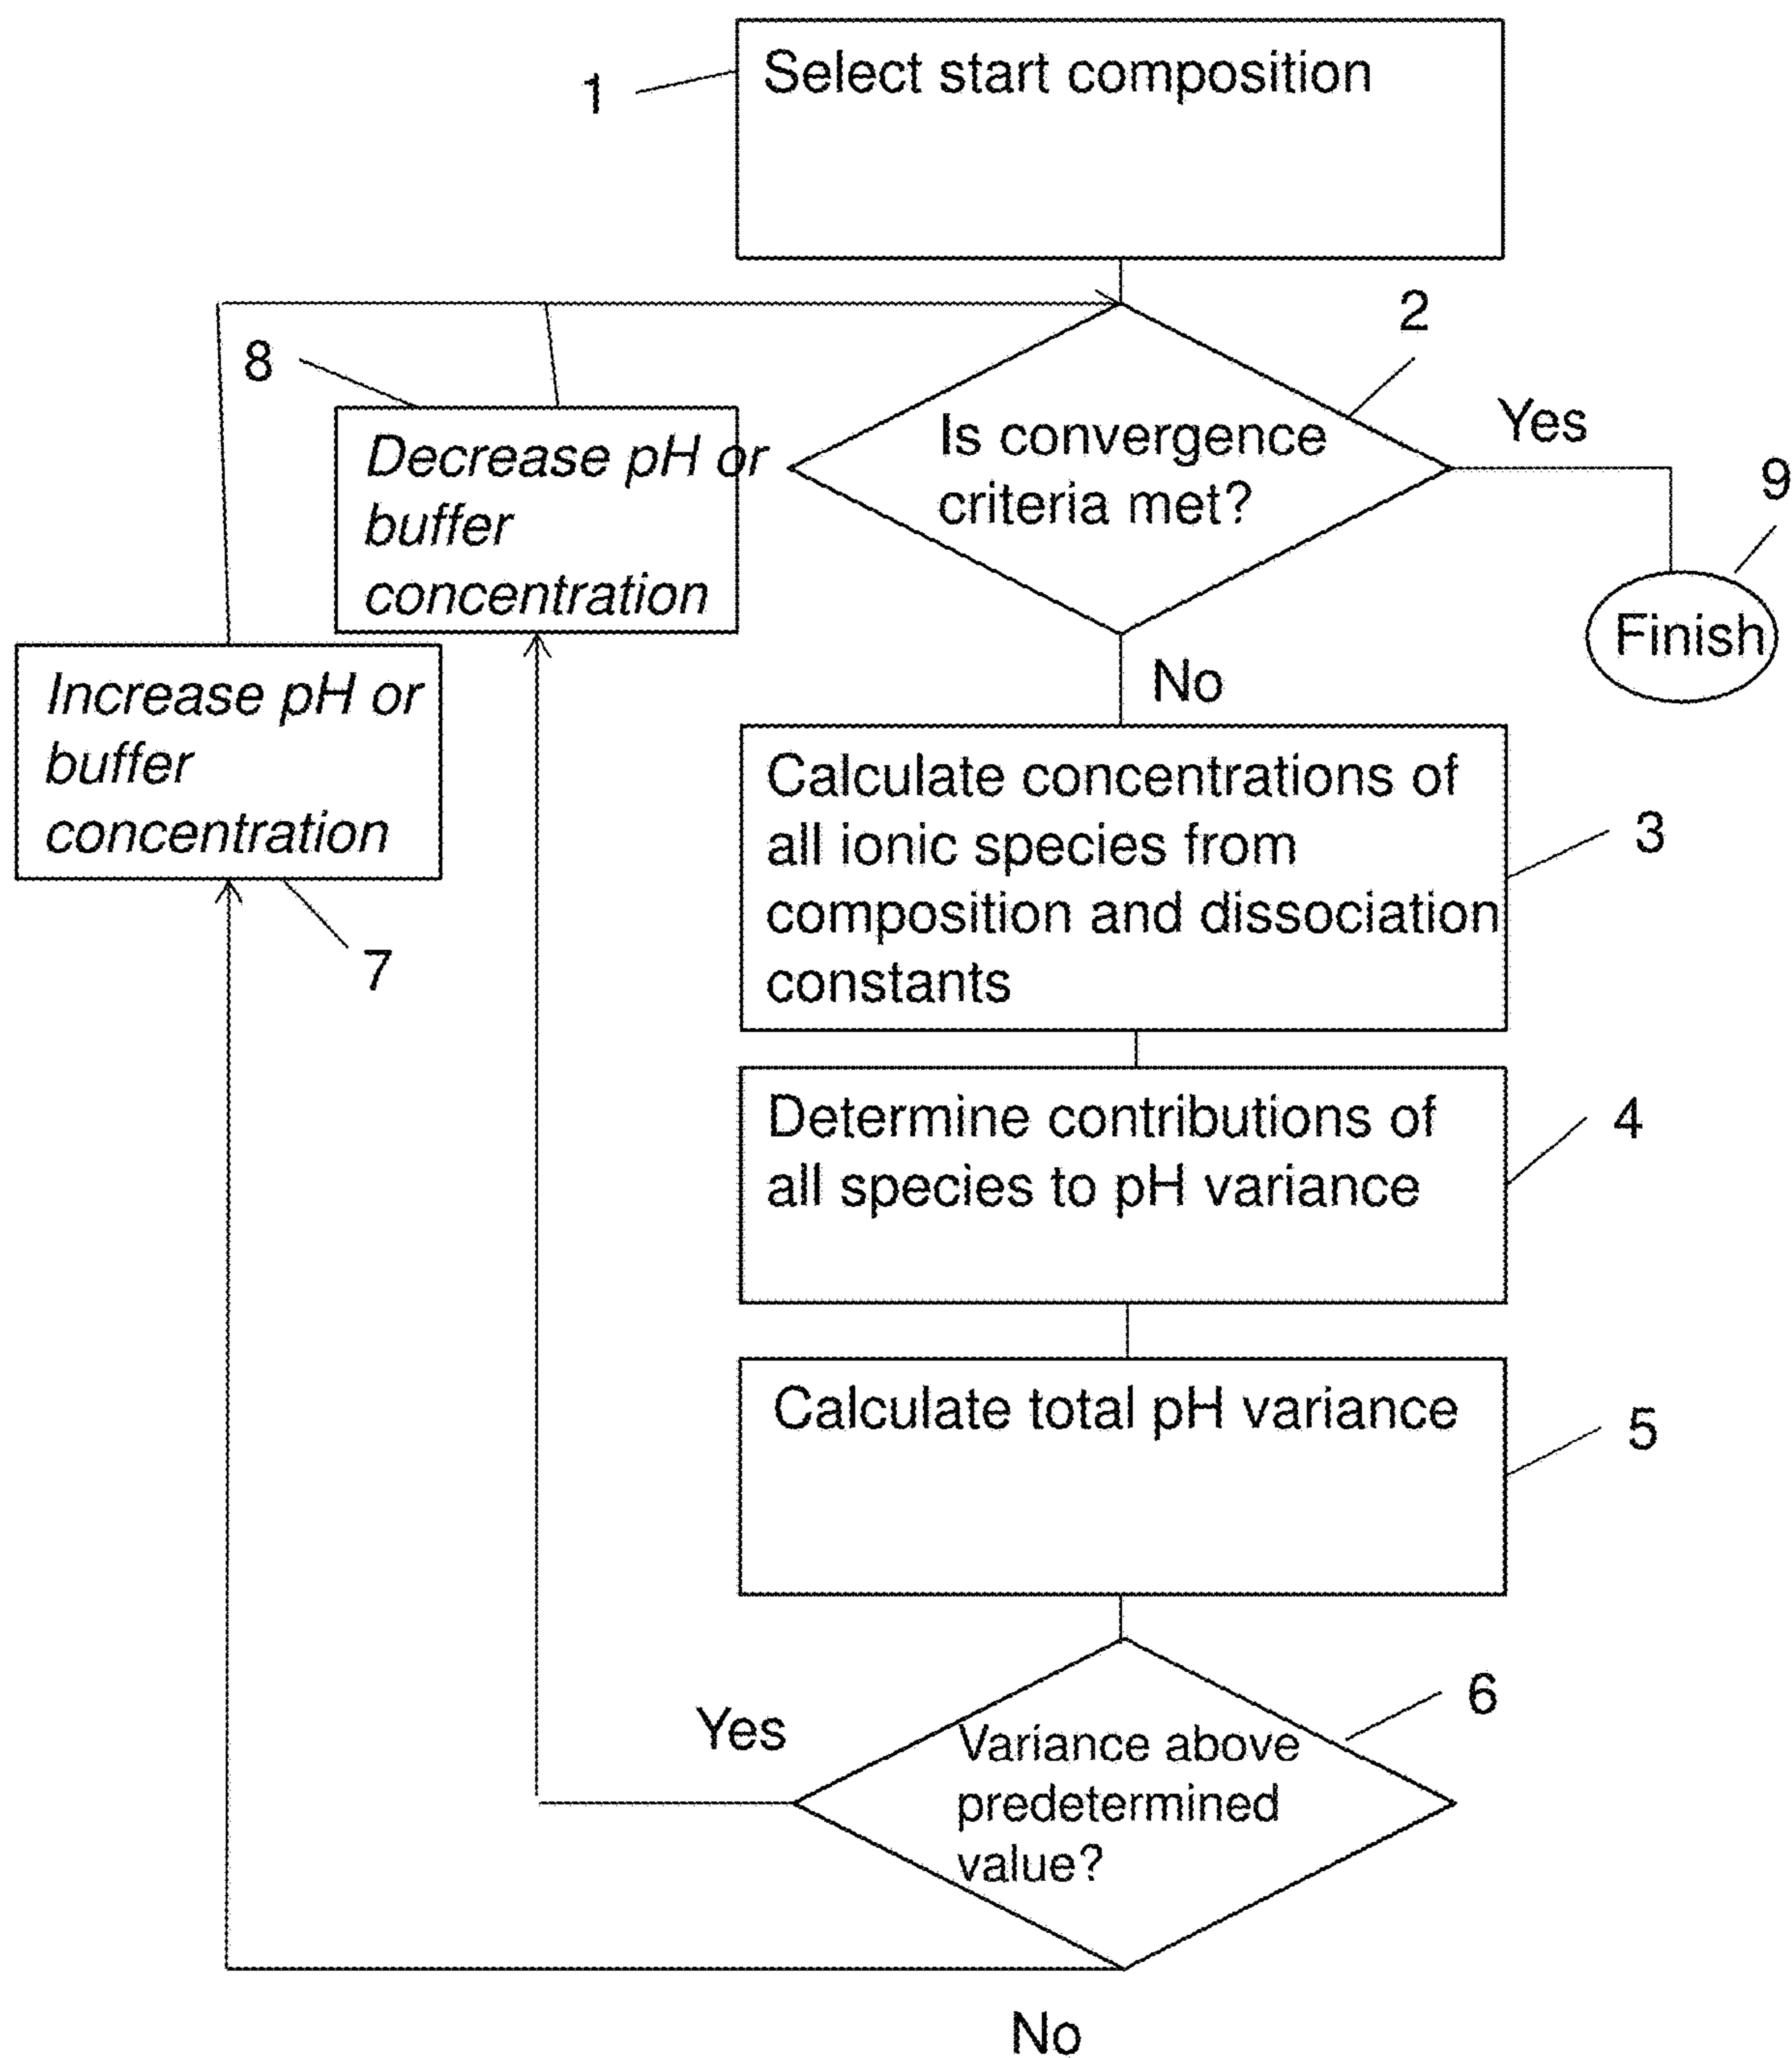 1
Select start composition
2
8
Is convergence
criteria met?
Yes
9
Finish
Decrease pH or
buffer
concentration
No
Increase pH or
buffer
concentration
7
Calculate concentrations of
all ionic species from
composition and dissociation
constants
3
Determine contributions of
all species to pH variance
4
Calculate total pH variance
5
6
Yes
Variance above
predetermined
value?
No